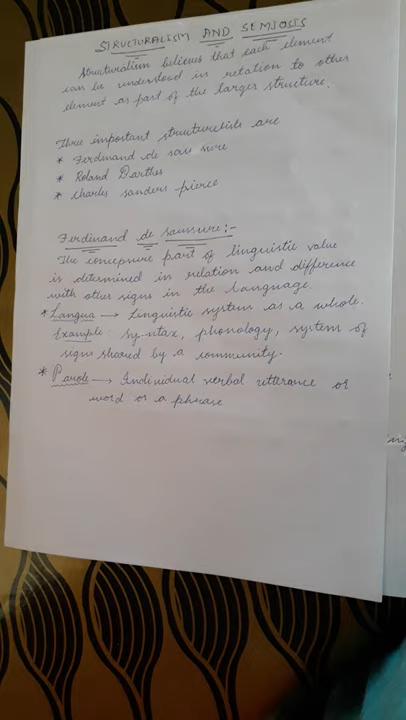 STRUCTURALISM AND SEMIOSIS
Structuralism believes that each element
can be understood in relation to other
element as part of the larger structure.
Three important structuralists are
* Ferdinand de saussure
* Roland Barthes
* Charles sanders pierce
Ferdinand de saussure:-
The concepnure part of linguistic value
is determined in relation and difference
with other signs in the language.
* Langua → Linguistic system as a whole.
Example: Syntax, phonology, system of
signs shared by a community.
* Parole → Individual verbal utterance or
word or a phrase